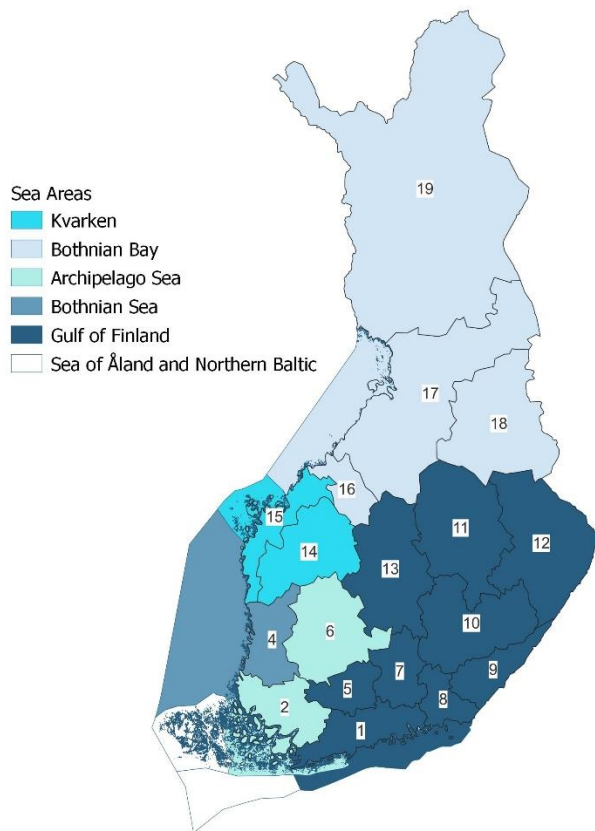 Sea Areas
Kvarken
Bothnian Bay
Archipelago Sea
Bothnian Sea
Gulf of Finland
Sea of Åland and Northern Baltic
19
17
18
16
15
11
12
14
13
10
6
4
7
9
5
8
2
1